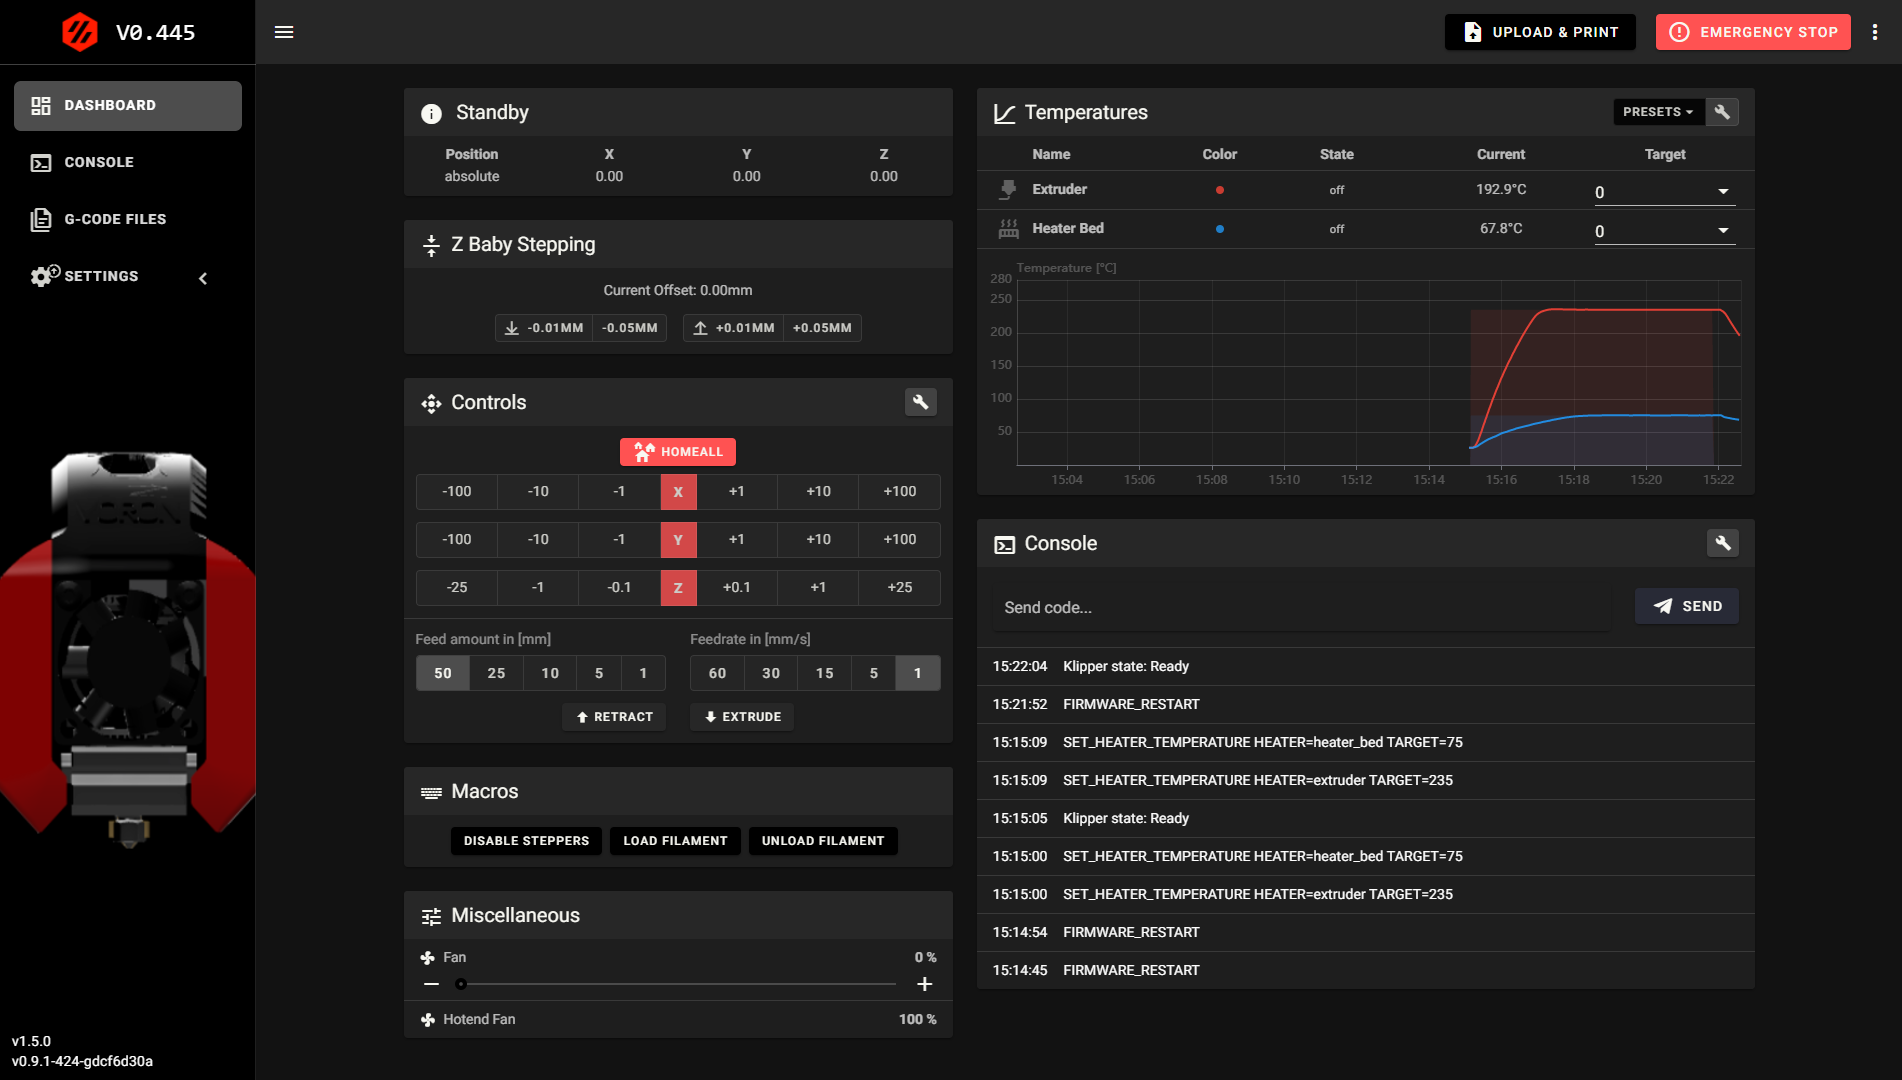 V0.445
UPLOAD & PRINT
EMERGENCY STOP
DASHBOARD
CONSOLE
G-CODE FILES
SETTINGS
VORON
v1.5.0
v0.9.1-424-gdcf6d30a
Standby
Position X Y Z
absolute 0.00 0.00 0.00
Z Baby Stepping
Current Offset: 0.00mm
-0.01MM -0.05MM +0.01MM +0.05MM
Controls
HOMEALL
-100 -10 -1 X +1 +10 +100
-100 -10 -1 Y +1 +10 +100
-25 -1 -0.1 Z +0.1 +1 +25
Feed amount in [mm] Feedrate in [mm/s]
50 25 10 5 1 60 30 15 5 1
RETRACT EXTRUDE
Macros
DISABLE STEPPERS LOAD FILAMENT UNLOAD FILAMENT
Miscellaneous
Fan 0 %
Hotend Fan 100 %
Temperatures PRESETS
Name Color State Current Target
Extruder off 192.9°C 0
Heater Bed off 67.8°C 0
Temperature [°C]
280
250
200
150
100
50
15:04 15:06 15:08 15:10 15:12 15:14 15:16 15:18 15:20 15:22
Console
Send code... SEND
15:22:04 Klipper state: Ready
15:21:52 FIRMWARE_RESTART
15:15:09 SET_HEATER_TEMPERATURE HEATER=heater_bed TARGET=75
15:15:09 SET_HEATER_TEMPERATURE HEATER=extruder TARGET=235
15:15:05 Klipper state: Ready
15:15:00 SET_HEATER_TEMPERATURE HEATER=heater_bed TARGET=75
15:15:00 SET_HEATER_TEMPERATURE HEATER=extruder TARGET=235
15:14:54 FIRMWARE_RESTART
15:14:45 FIRMWARE_RESTART